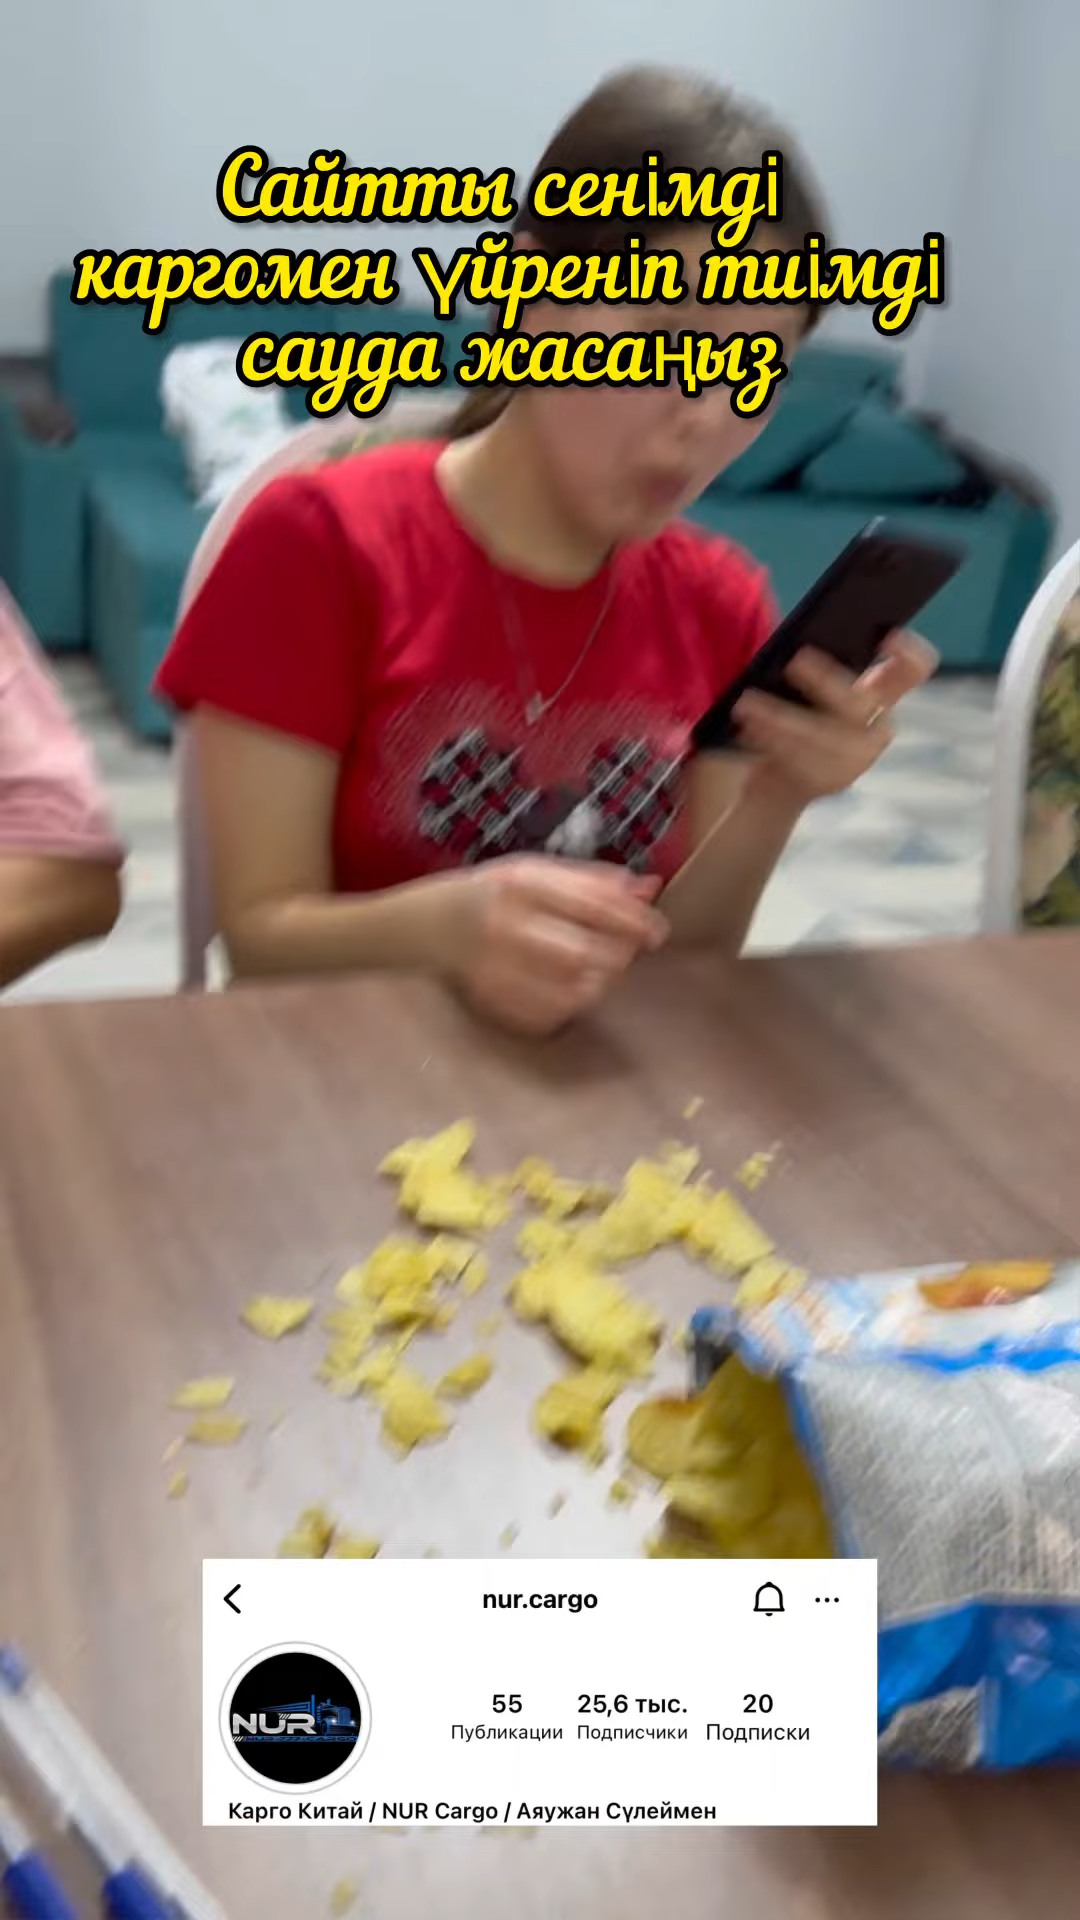 Сайтты сенімді
каргомен үйреніп тиімді
сауда жасаңыз
nur.cargo
NUR
55
25,6 тыс.
20
Публикации
Подписчики
Подписки
Карго Китай / NUR Cargo / Аяужан Сүлеймен